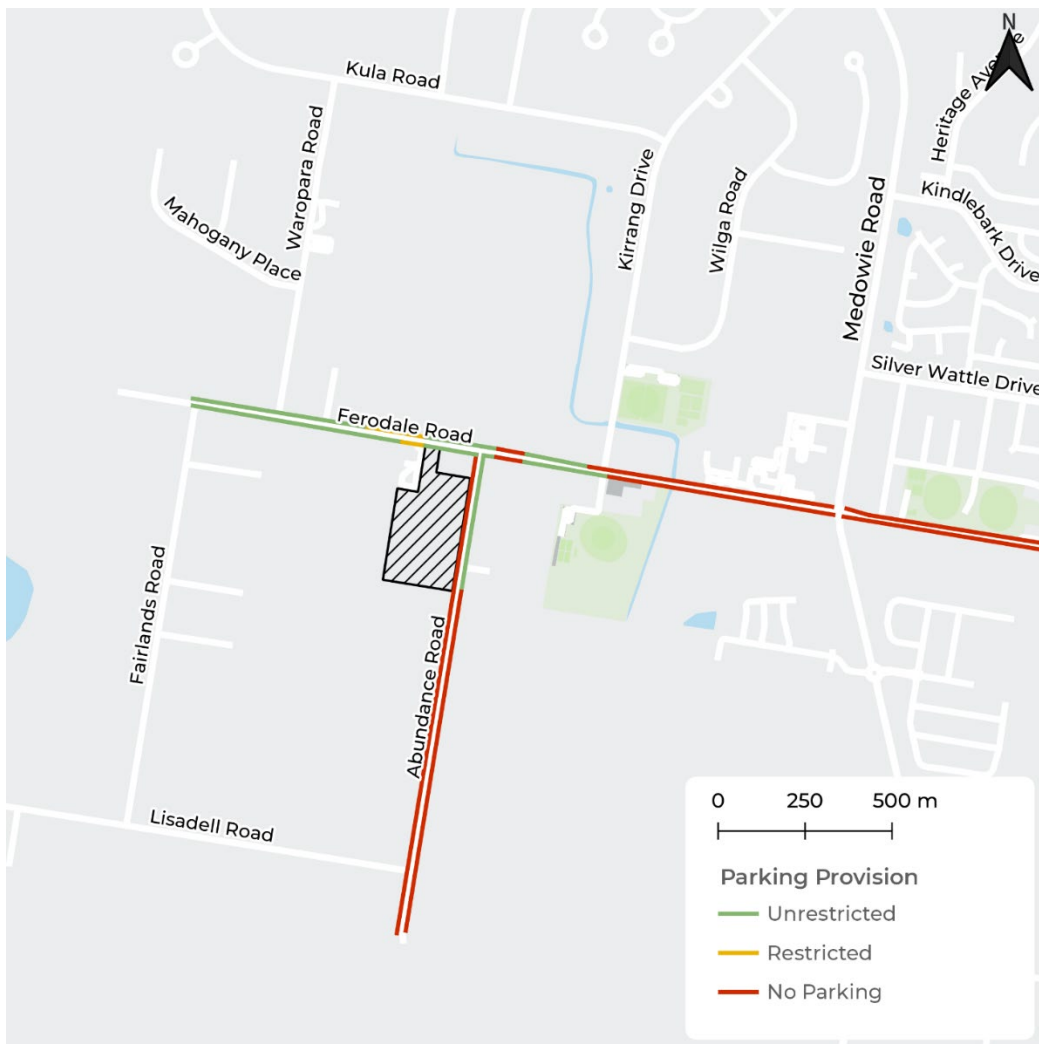 N
Kula Road
Heritage Avenue
Waropara Road
Kirrang Drive
Wilga Road
Medowie Road
Kindlebark Drive
Mahogany Place
Silver Wattle Drive
Ferodale Road
Fairlands Road
Abundance Road
Lisadell Road
0 250 500 m
Parking Provision
Unrestricted
Restricted
No Parking